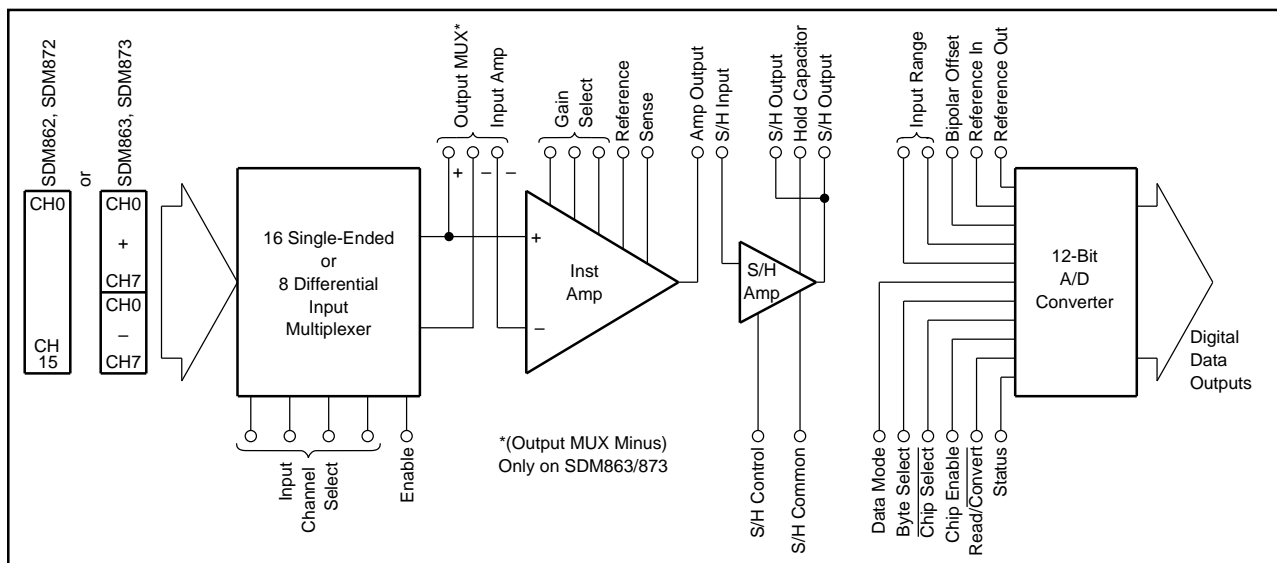 SDM862, SDM872
or
SDM863, SDM873
CH0
CH
15
CH0
+
CH7
CH0
–
CH7
16 Single-Ended
or
8 Differential
Input
Multiplexer
Input
Channel
Select
Enable
Output MUX*
Input Amp
+
–
–
Gain
Select
Reference
Sense
+
Inst
Amp
–
*(Output MUX Minus)
Only on SDM863/873
Amp Output
S/H Input
S/H
Amp
S/H Output
Hold Capacitor
S/H Output
S/H Control
S/H Common
Input Range
Bipolar Offset
Reference In
Reference Out
12-Bit
A/D
Converter
Data Mode
Byte Select
Chip Select
Chip Enable
Read/Convert
Status
Digital
Data
Outputs